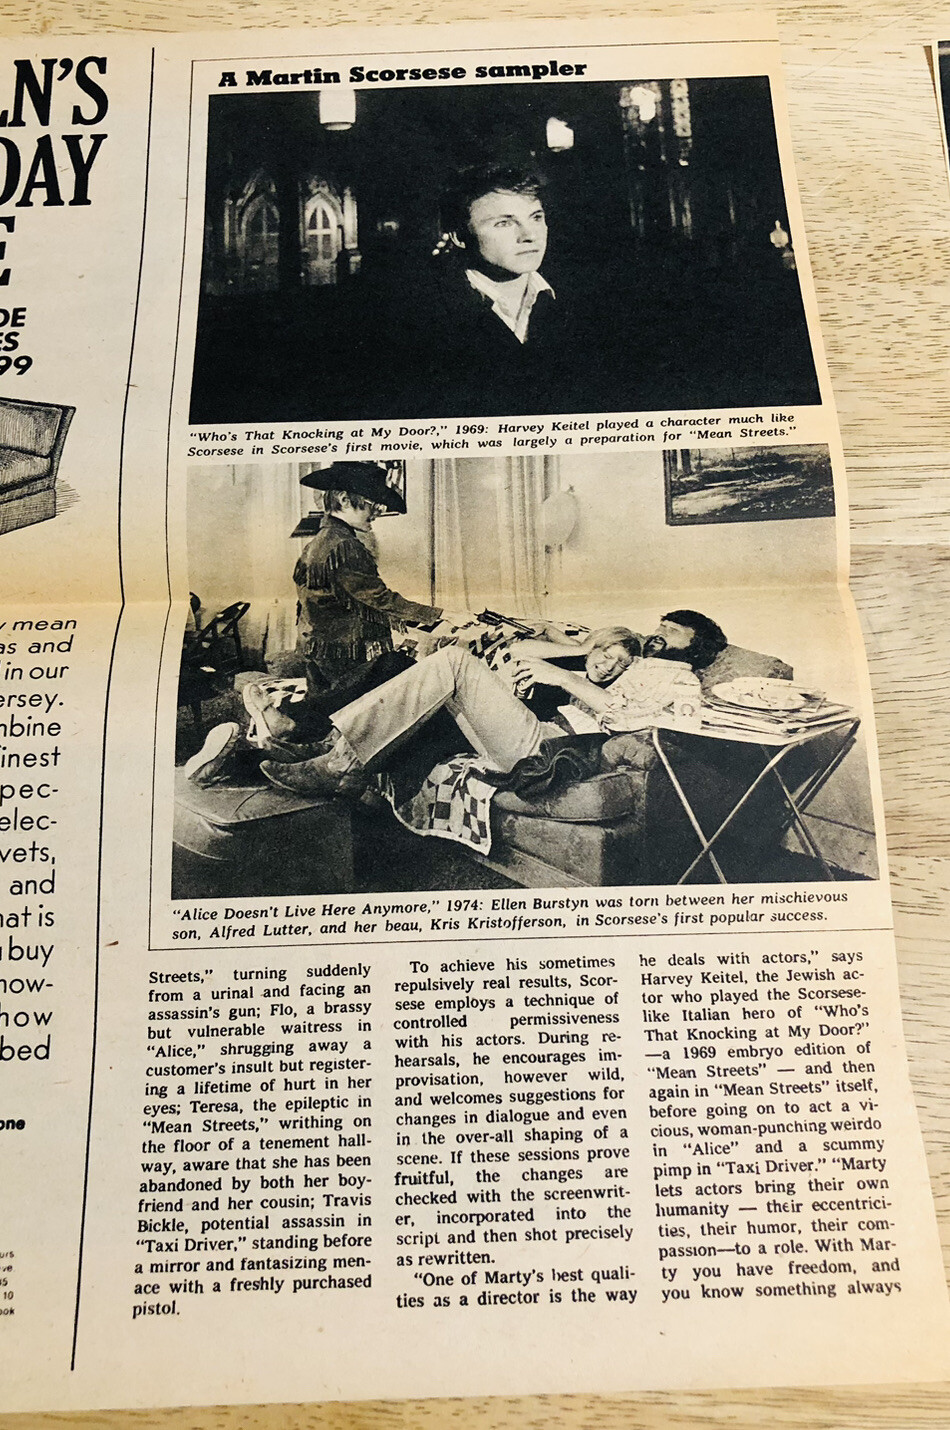 LN'S
DAY
E
DE
ES
99
y mean
as and
in our
ersey.
mbine
inest
pec-
elec-
vets,
and
hat is
buy
now-
how
bed
one
ours
ve
10
ook
A Martin Scorsese sampler
"Who's That Knocking at My Door?," 1969: Harvey Keitel played a character much like
Scorsese in Scorsese's first movie, which was largely a preparation for "Mean Streets."
"Alice Doesn't Live Here Anymore," 1974: Ellen Burstyn was torn between her mischievous
son, Alfred Lutter, and her beau, Kris Kristofferson, in Scorsese's first popular success.
Streets," turning suddenly
from a urinal and facing an
assassin's gun; Flo, a brassy
but vulnerable waitress in
"Alice," shrugging away a
customer's insult but register-
ing a lifetime of hurt in her
eyes; Teresa, the epileptic in
"Mean Streets," writhing on
the floor of a tenement hall-
way, aware that she has been
abandoned by both her boy-
friend and her cousin; Travis
Bickle, potential assassin in
"Taxi Driver," standing before
a mirror and fantasizing men-
ace with a freshly purchased
pistol.
To achieve his sometimes
repulsively real results, Scor-
sese employs a technique of
controlled permissiveness
with his actors. During re-
hearsals, he encourages im-
provisation, however wild,
and welcomes suggestions for
changes in dialogue and even
in the over-all shaping of a
scene. If these sessions prove
fruitful, the changes are
checked with the screenwrit-
er, incorporated into the
script and then shot precisely
as rewritten.
"One of Marty's best quali-
ties as a director is the way
he deals with actors," says
Harvey Keitel, the Jewish ac-
tor who played the Scorsese-
like Italian hero of "Who's
That Knocking at My Door?"
—a 1969 embryo edition of
"Mean Streets" — and then
again in "Mean Streets" itself,
before going on to act a vi-
cious, woman-punching weirdo
in "Alice" and a scummy
pimp in "Taxi Driver." "Marty
lets actors bring their own
humanity — their eccentrici-
ties, their humor, their com-
passion—to a role. With Mar-
ty you have freedom, and
you know something always